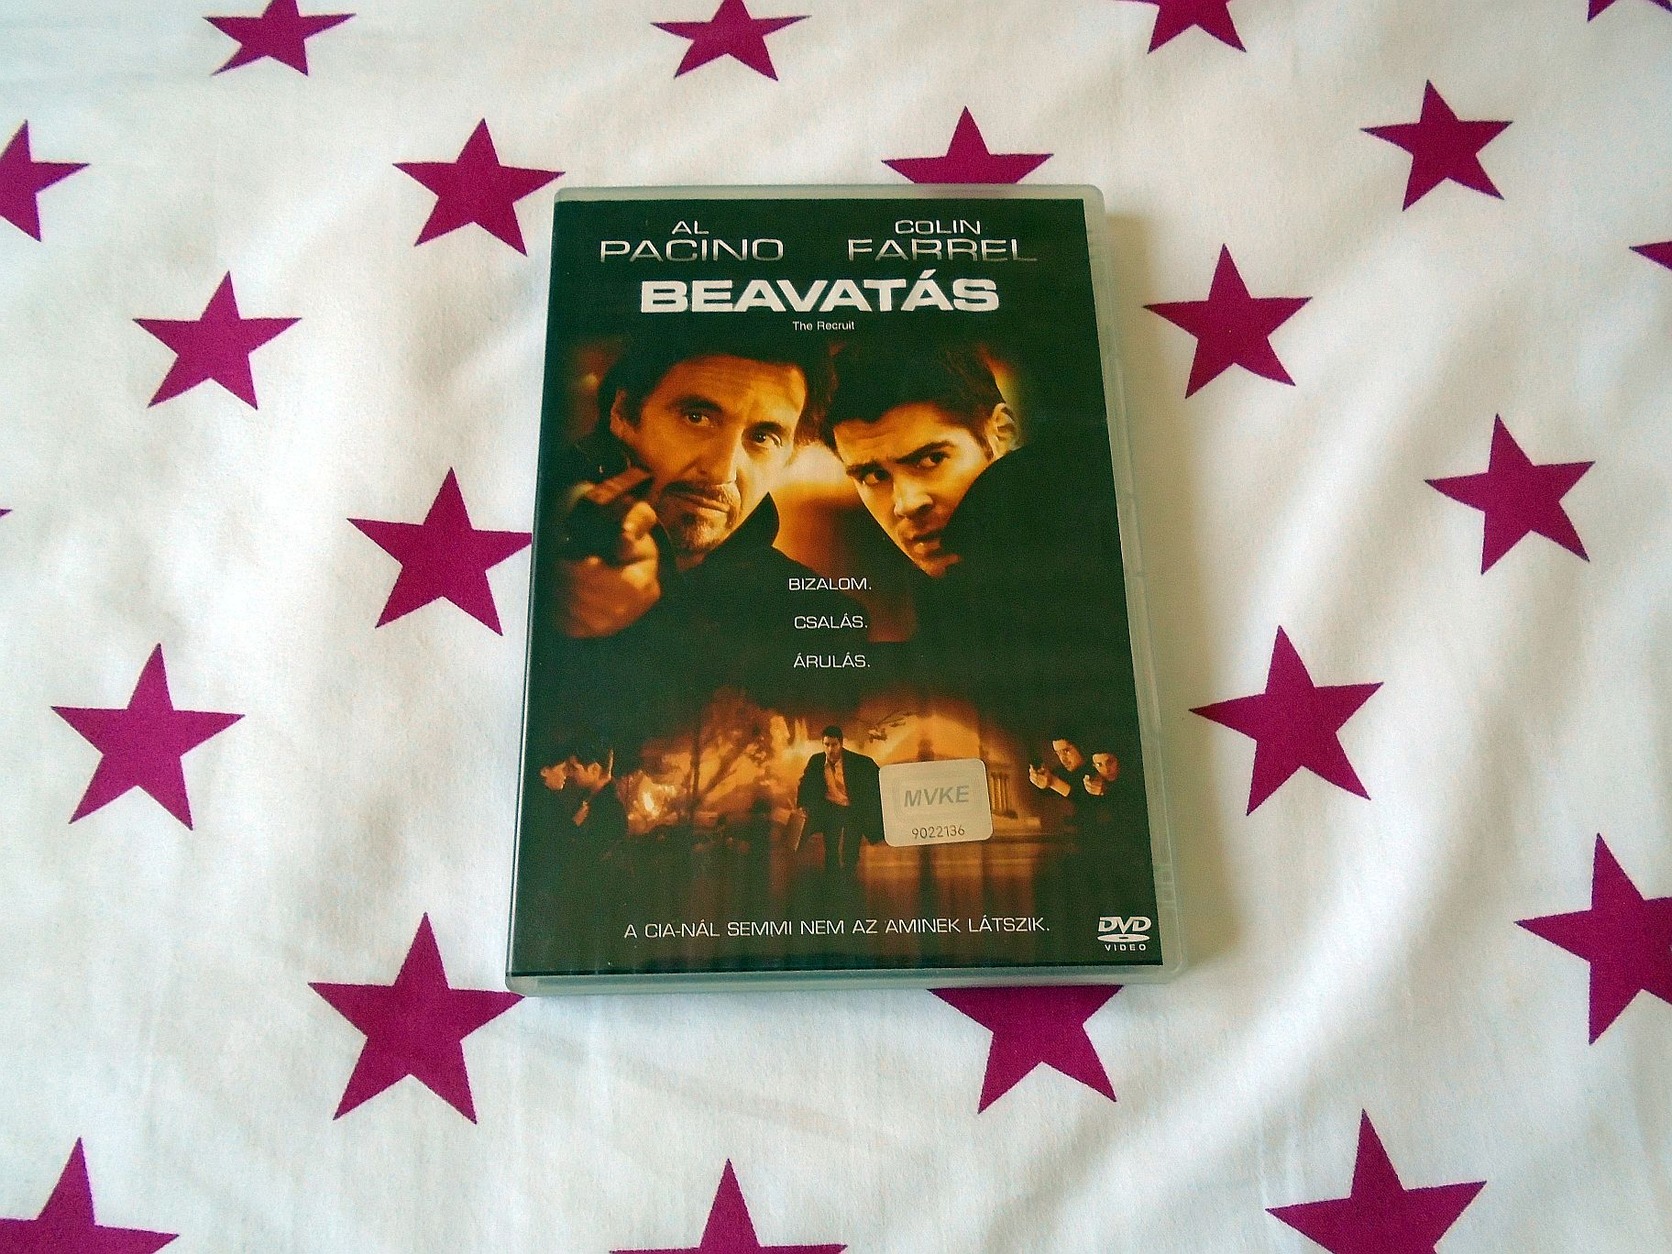 AL
PACINO
COLIN
FARREL
BEAVATÁS
The Recruit
BIZALOM.
CSALÁS.
ÁRULÁS.
MVKE
9022136
A CIA-NÁL SEMMI NEM AZ AMINEK LÁTSZIK.
DVD
VIDEO